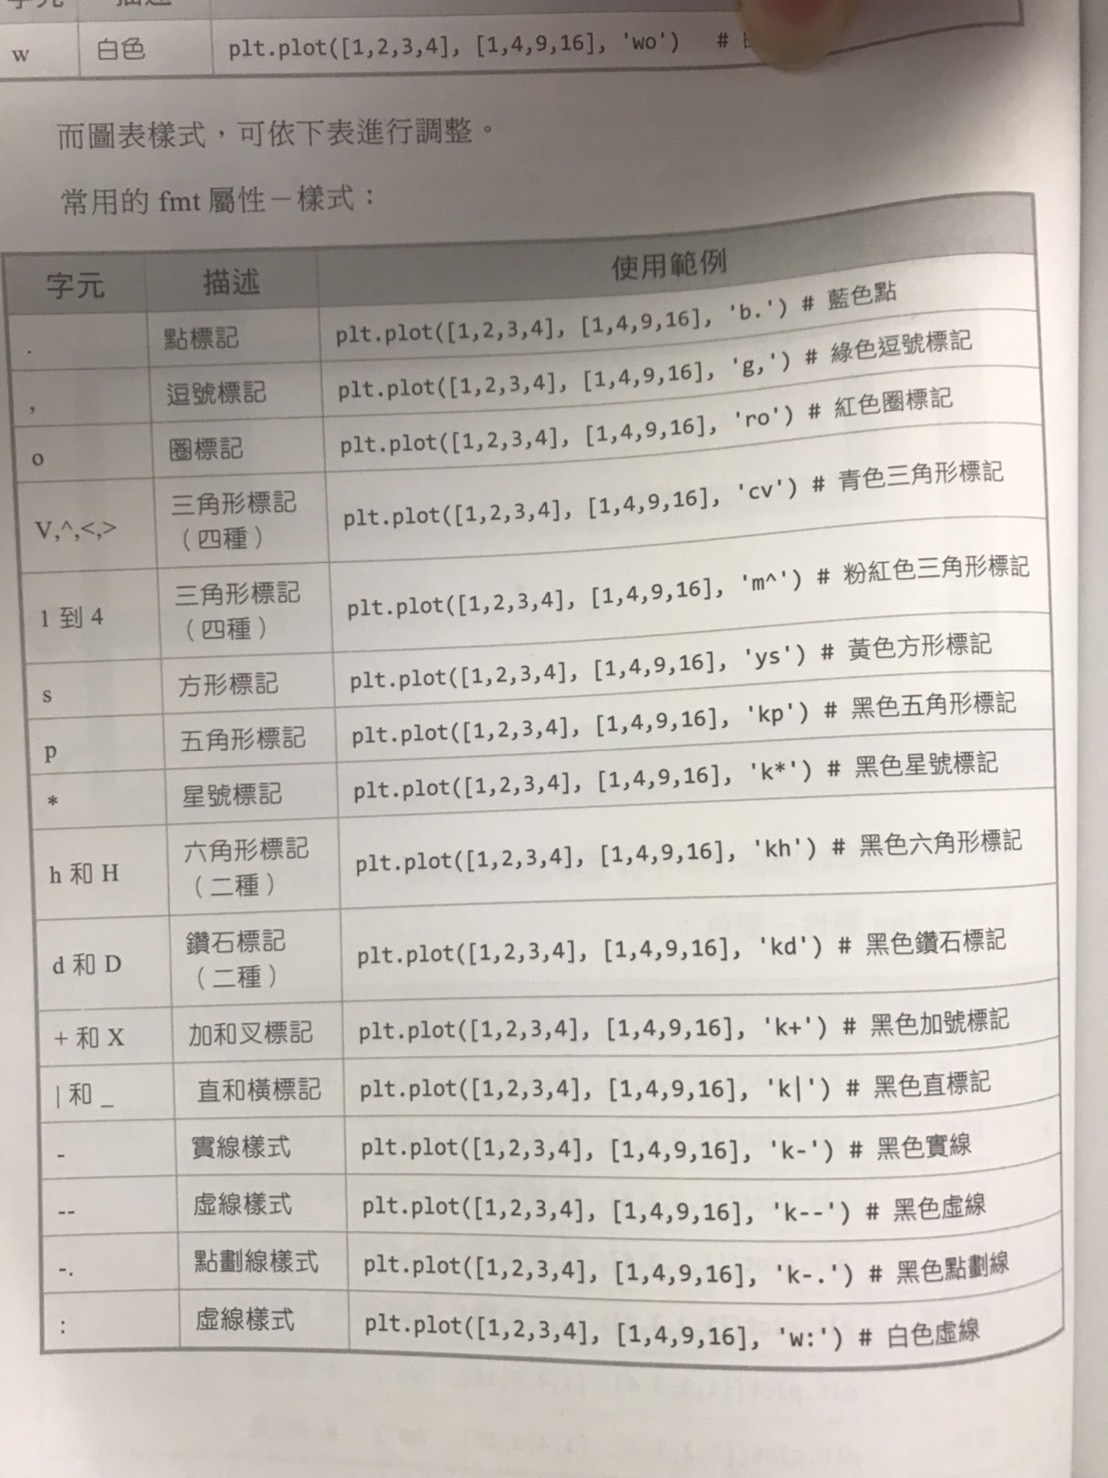 字元 描述
w 白色 plt.plot([1,2,3,4], [1,4,9,16], 'wo') #
而圖表樣式，可依下表進行調整。
常用的 fmt 屬性－樣式：
字元 描述 使用範例
. 點標記 plt.plot([1,2,3,4], [1,4,9,16], 'b.') # 藍色點
, 逗號標記 plt.plot([1,2,3,4], [1,4,9,16], 'g,') # 綠色逗號標記
o 圈標記 plt.plot([1,2,3,4], [1,4,9,16], 'ro') # 紅色圈標記
V,^,<,> 三角形標記
（四種） plt.plot([1,2,3,4], [1,4,9,16], 'cv') # 青色三角形標記
1 到 4 三角形標記
（四種） plt.plot([1,2,3,4], [1,4,9,16], 'm^') # 粉紅色三角形標記
s 方形標記 plt.plot([1,2,3,4], [1,4,9,16], 'ys') # 黃色方形標記
p 五角形標記 plt.plot([1,2,3,4], [1,4,9,16], 'kp') # 黑色五角形標記
* 星號標記 plt.plot([1,2,3,4], [1,4,9,16], 'k*') # 黑色星號標記
h 和 H 六角形標記
（二種） plt.plot([1,2,3,4], [1,4,9,16], 'kh') # 黑色六角形標記
d 和 D 鑽石標記
（二種） plt.plot([1,2,3,4], [1,4,9,16], 'kd') # 黑色鑽石標記
+ 和 X 加和叉標記 plt.plot([1,2,3,4], [1,4,9,16], 'k+') # 黑色加號標記
| 和 _ 直和橫標記 plt.plot([1,2,3,4], [1,4,9,16], 'k|') # 黑色直標記
- 實線樣式 plt.plot([1,2,3,4], [1,4,9,16], 'k-') # 黑色實線
-- 虛線樣式 plt.plot([1,2,3,4], [1,4,9,16], 'k--') # 黑色虛線
-. 點劃線樣式 plt.plot([1,2,3,4], [1,4,9,16], 'k-.') # 黑色點劃線
: 虛線樣式 plt.plot([1,2,3,4], [1,4,9,16], 'w:') # 白色虛線